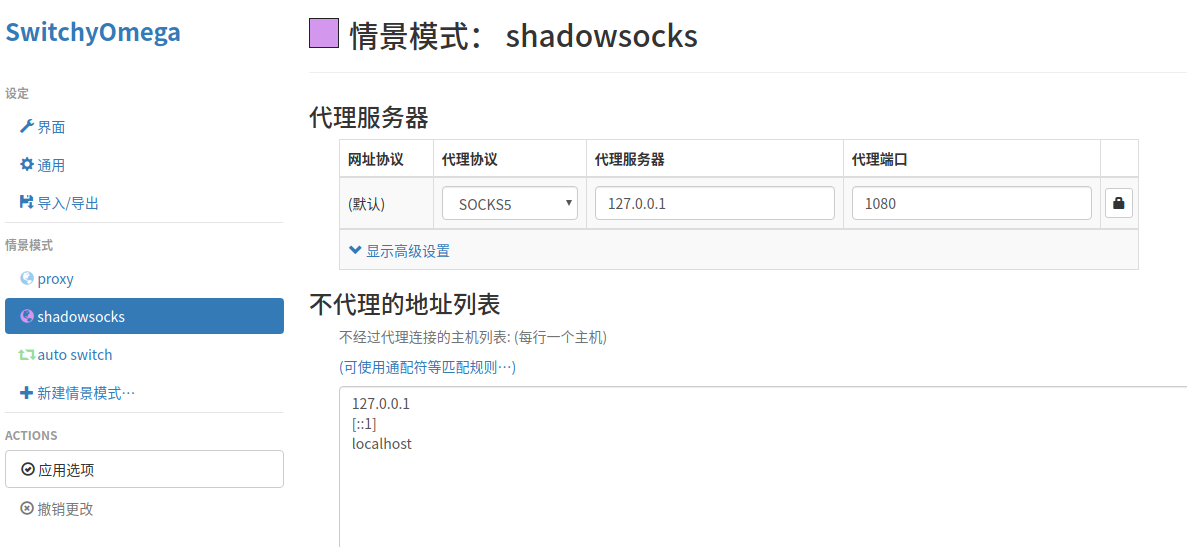 SwitchyOmega
设定
界面
通用
导入/导出
情景模式
proxy
shadowsocks
auto switch
新建情景模式…
ACTIONS
应用选项
撤销更改
情景模式： shadowsocks
代理服务器
网址协议 代理协议 代理服务器 代理端口
(默认) SOCKS5 127.0.0.1 1080
显示高级设置
不代理的地址列表
不经过代理连接的主机列表: (每行一个主机)
(可使用通配符等匹配规则…)
127.0.0.1
[::1]
localhost